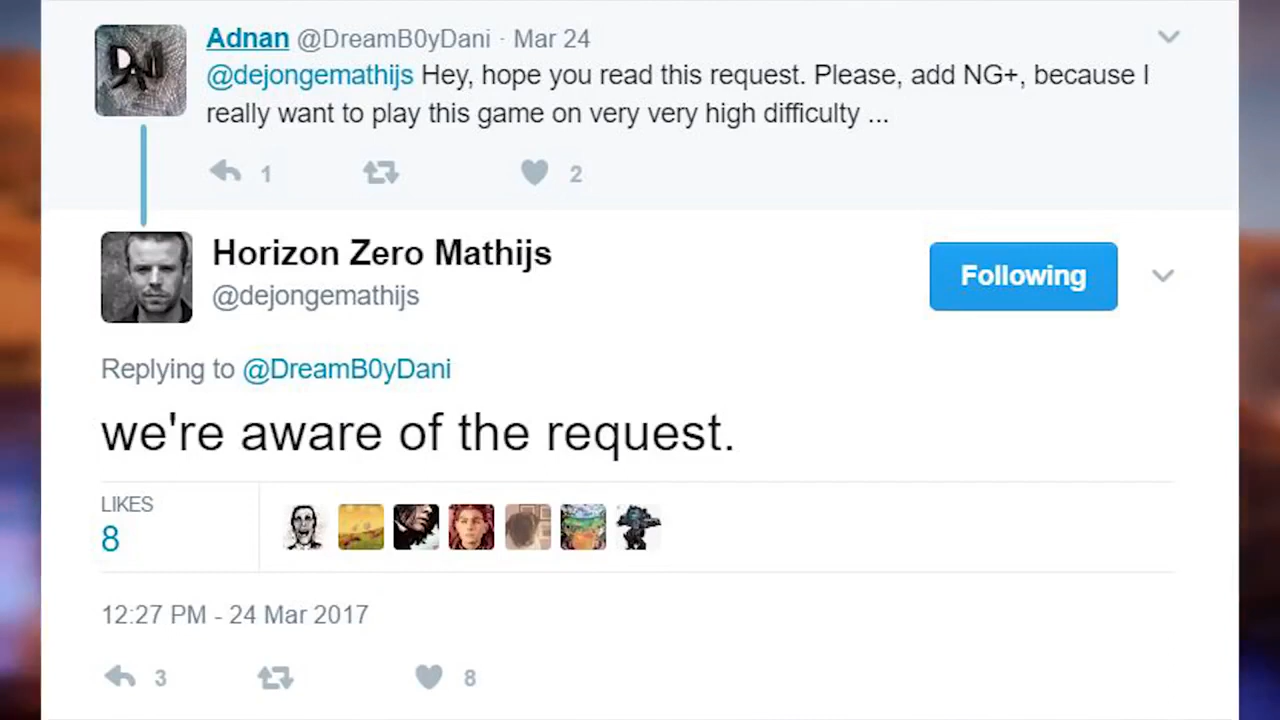 Adnan @DreamB0yDani · Mar 24
@dejongemathijs Hey, hope you read this request. Please, add NG+, because I
really want to play this game on very very high difficulty ...
1 2
Horizon Zero Mathijs
@dejongemathijs
Following
Replying to @DreamB0yDani
we're aware of the request.
LIKES
8
12:27 PM - 24 Mar 2017
3 8